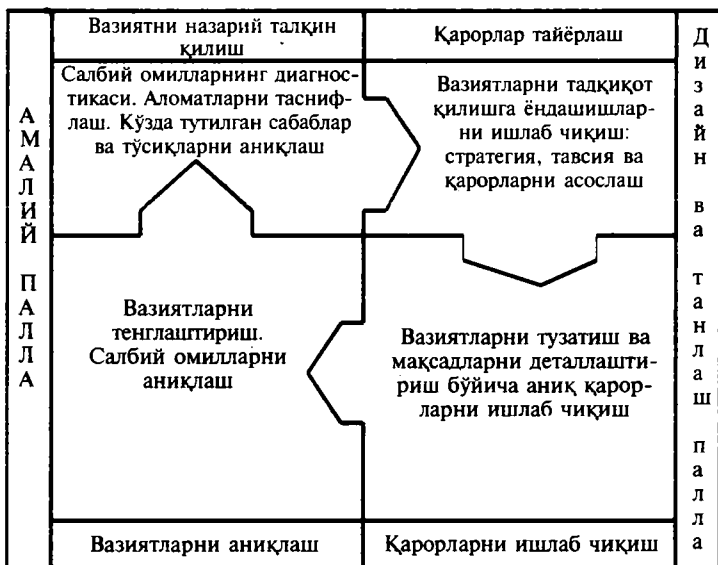 Вазиятни назарий талқин
қилиш
Қарорлар тайёрлаш
АМАЛИЙ ПАЛЛА
Салбий омилларнинг диагнос-
тикаси. Аломатларни тасниф-
лаш. Кўзда тутилган сабаблар
ва тўсиқларни аниқлаш
Вазиятларни тадқиқот
қилишга ёндашишлар-
ни ишлаб чиқиш:
стратегия, тавсия ва
қарорларни асослаш
Дизайн ва танлаш палла
Вазиятларни
тенглаштириш.
Салбий омилларни
аниқлаш
Вазиятларни тузатиш ва
мақсадларни деталлашти-
риш бўйича аниқ қарор-
ларни ишлаб чиқиш
Вазиятларни аниқлаш
Қарорларни ишлаб чиқиш